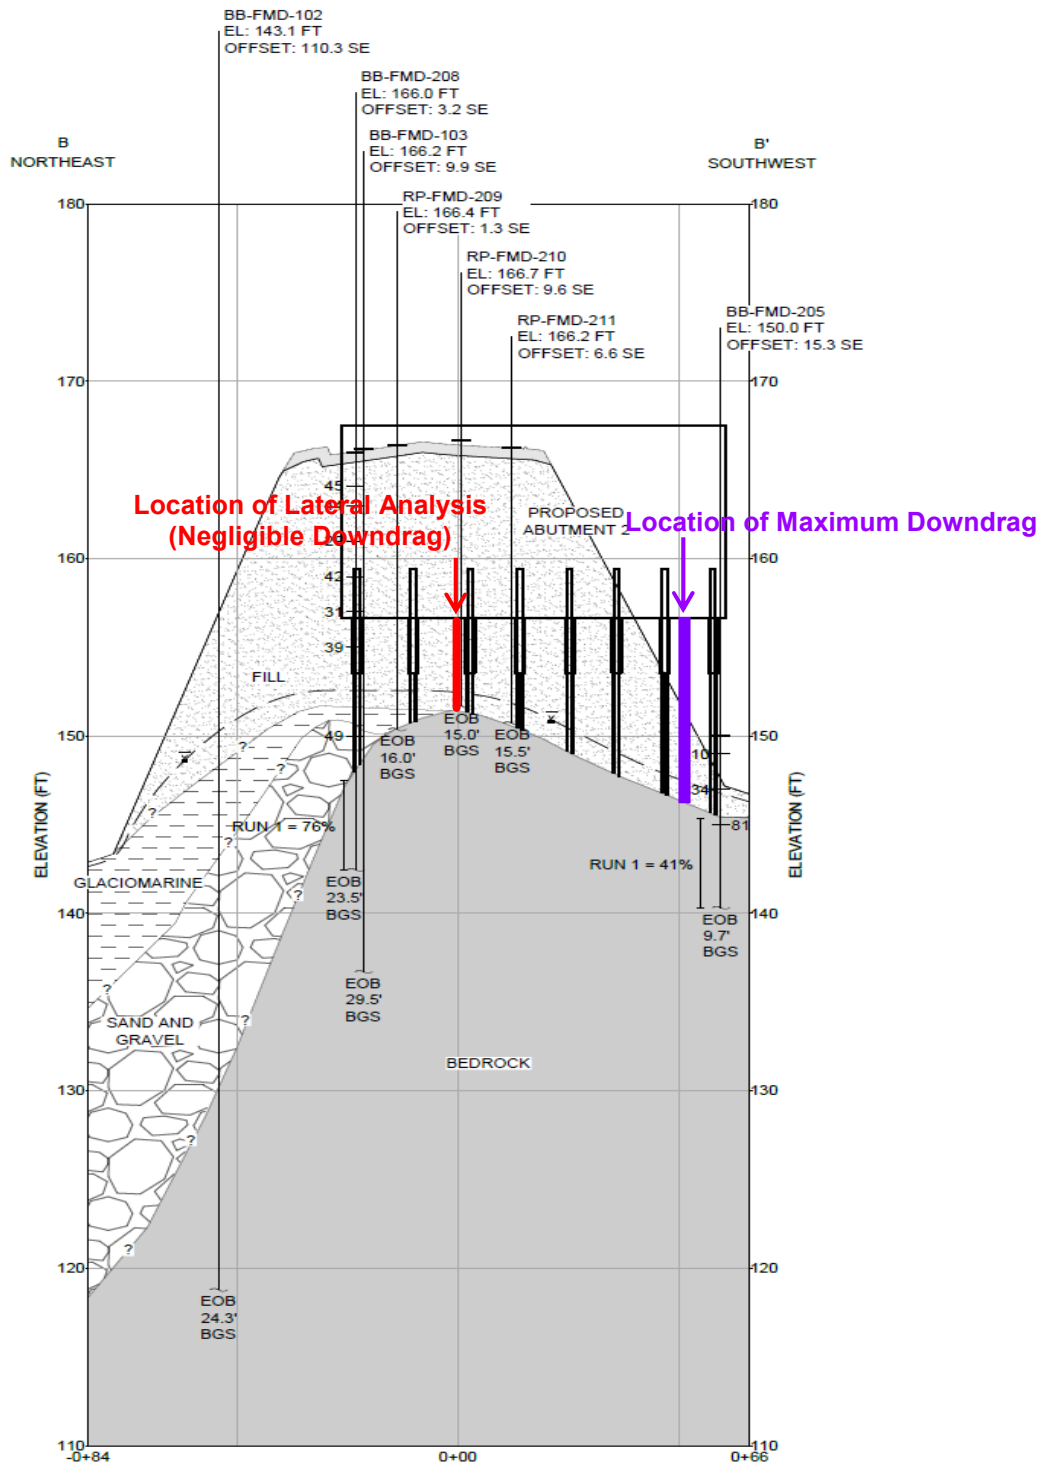 BB-FMD-102
EL: 143.1 FT
OFFSET: 110.3 SE
BB-FMD-208
EL: 166.0 FT
OFFSET: 3.2 SE
BB-FMD-103
EL: 166.2 FT
OFFSET: 9.9 SE
B
NORTHEAST
B'
SOUTHWEST
RP-FMD-209
EL: 166.4 FT
OFFSET: 1.3 SE
RP-FMD-210
EL: 166.7 FT
OFFSET: 9.6 SE
RP-FMD-211
EL: 166.2 FT
OFFSET: 6.6 SE
BB-FMD-205
EL: 150.0 FT
OFFSET: 15.3 SE
180
180
170
170
45
Location of Lateral Analysis
(Negligible Downdrag)
PROPOSED
ABUTMENT 2
Location of Maximum Downdrag
160
160
42
31
39
FILL
150
150
49
EOB
16.0'
BGS
EOB
15.0'
BGS
EOB
15.5'
BGS
10
34
81
?
?
?
?
?
?
?
?
?
RUN 1 = 76%
RUN 1 = 41%
ELEVATION (FT)
ELEVATION (FT)
GLACIOMARINE
EOB
23.5'
BGS
140
140
EOB
9.7'
BGS
EOB
29.5'
BGS
SAND AND
GRAVEL
BEDROCK
130
130
120
120
EOB
24.3'
BGS
110
110
-0+84
0+00
0+66